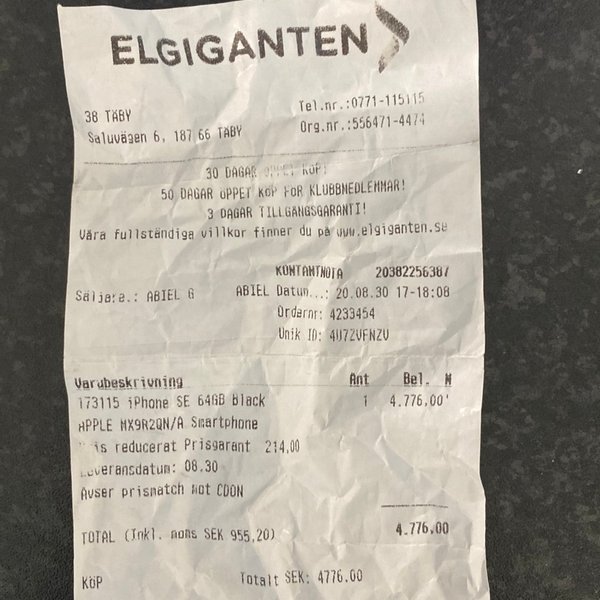 ELGIGANTEN
38 TÄBY
Tel.nr.:0771-115115
Saluvägen 6, 187 66 TÄBY
Org.nr.:556471-4474
30 DAGAR ÖPPET KÖP!
50 DAGAR ÖPPET KÖP FÖR KLUBBMEDLEMMAR!
3 DAGAR TILLGÄNGSGARANTI!
Våra fullständiga villkor finner du på www.elgiganten.se
KONTANTNOTA 20382256387
Säljare.: ABIEL G ABIEL Datum...: 20.08.30 17-18:08
Ordernr: 4233454
Unik ID: 4U7ZVFNZV
Varubeskrivning Ant Bel. M
173115 iPhone SE 64GB Black 1 4.776,00
APPLE MX9R2QN/A Smartphone
reducerat Prisgarant 214,00
Leveransdatum: 08.30
Avser prismatch mot CDON
TOTAL (Inkl. moms SEK 955,20) 4.776,00
KÖP Totalt SEK: 4776.00